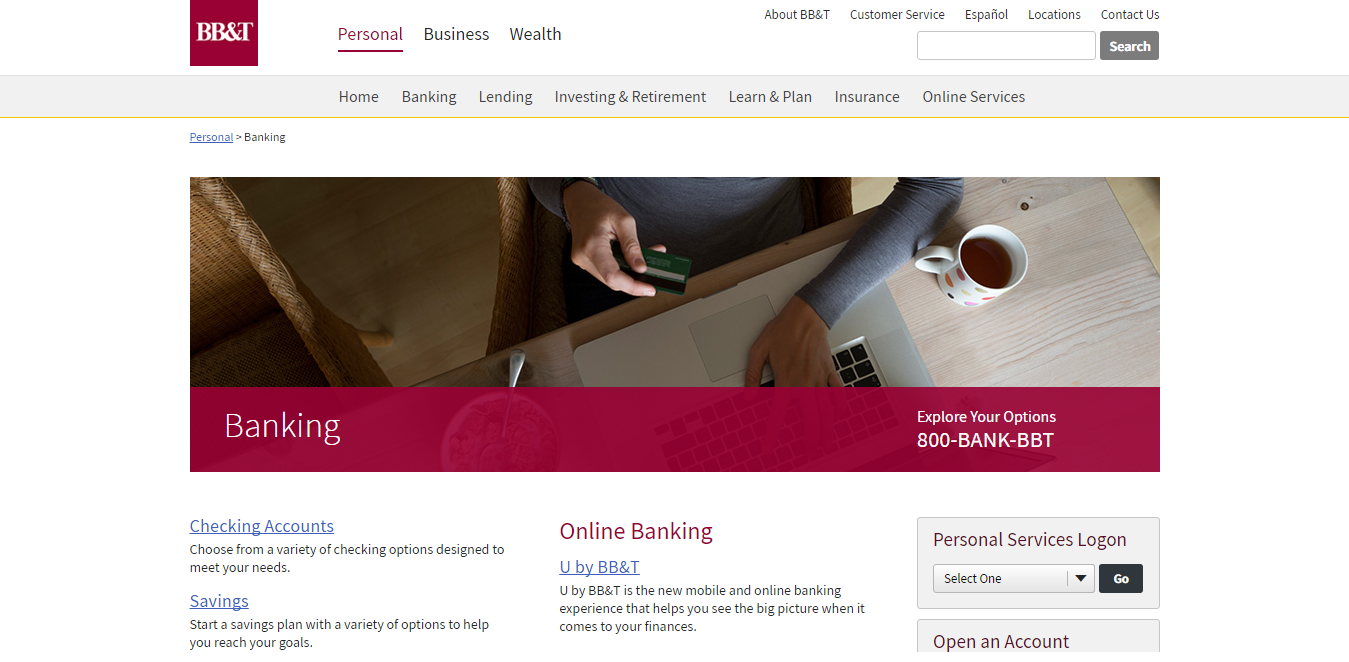 BB&T
Personal Business Wealth
About BB&T Customer Service Español Locations Contact Us
Search
Home Banking Lending Investing & Retirement Learn & Plan Insurance Online Services
Personal > Banking
Banking
Explore Your Options
800-BANK-BBT
Checking Accounts
Choose from a variety of checking options designed to
meet your needs.
Savings
Start a savings plan with a variety of options to help
you reach your goals.
Online Banking
U by BB&T
U by BB&T is the new mobile and online banking
experience that helps you see the big picture when it
comes to your finances.
Personal Services Logon
Select One Go
Open an Account